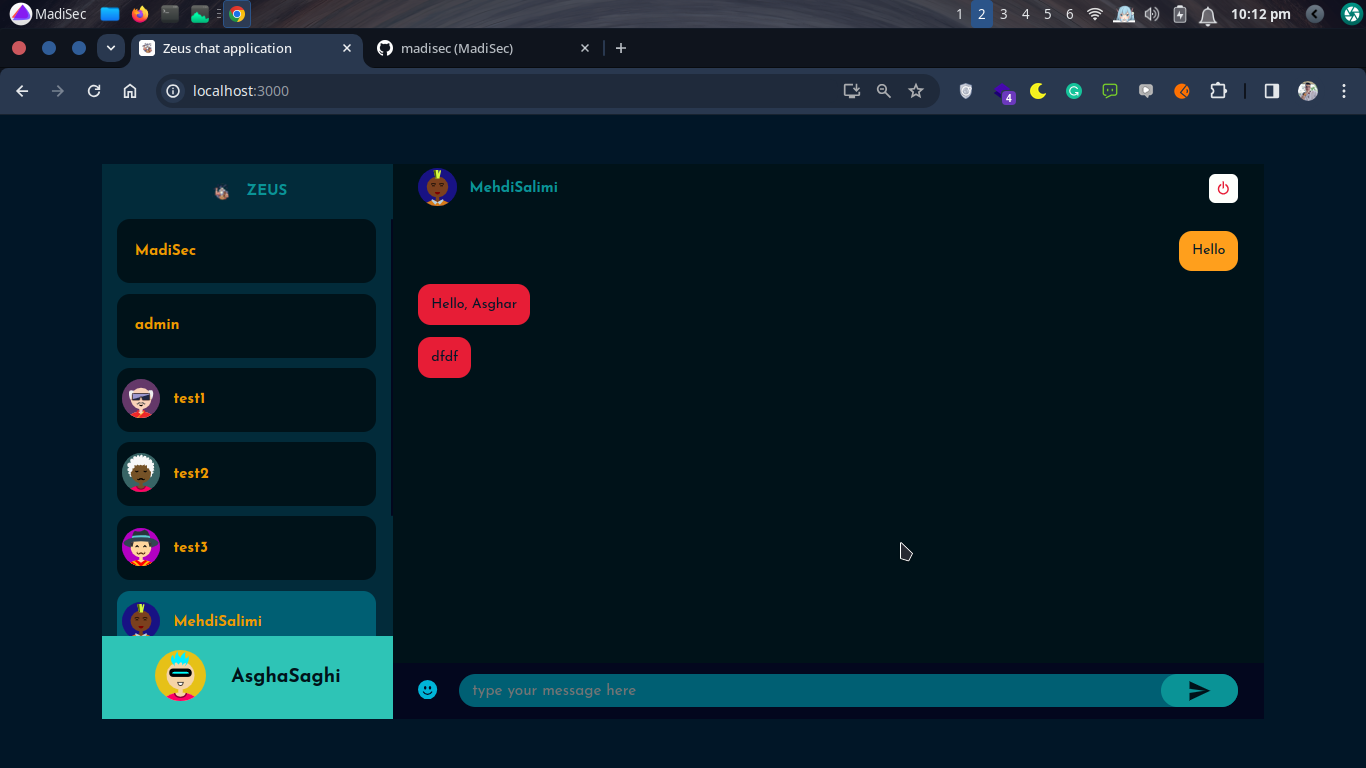 MadiSec
1 2 3 4 5 6
10:12 pm
Zeus chat application
madisec (MadiSec)
localhost:3000
4
ZEUS
MehdiSalimi
MadiSec
Hello
admin
Hello, Asghar
dfdf
test1
test2
test3
MehdiSalimi
AsghaSaghi
type your message here